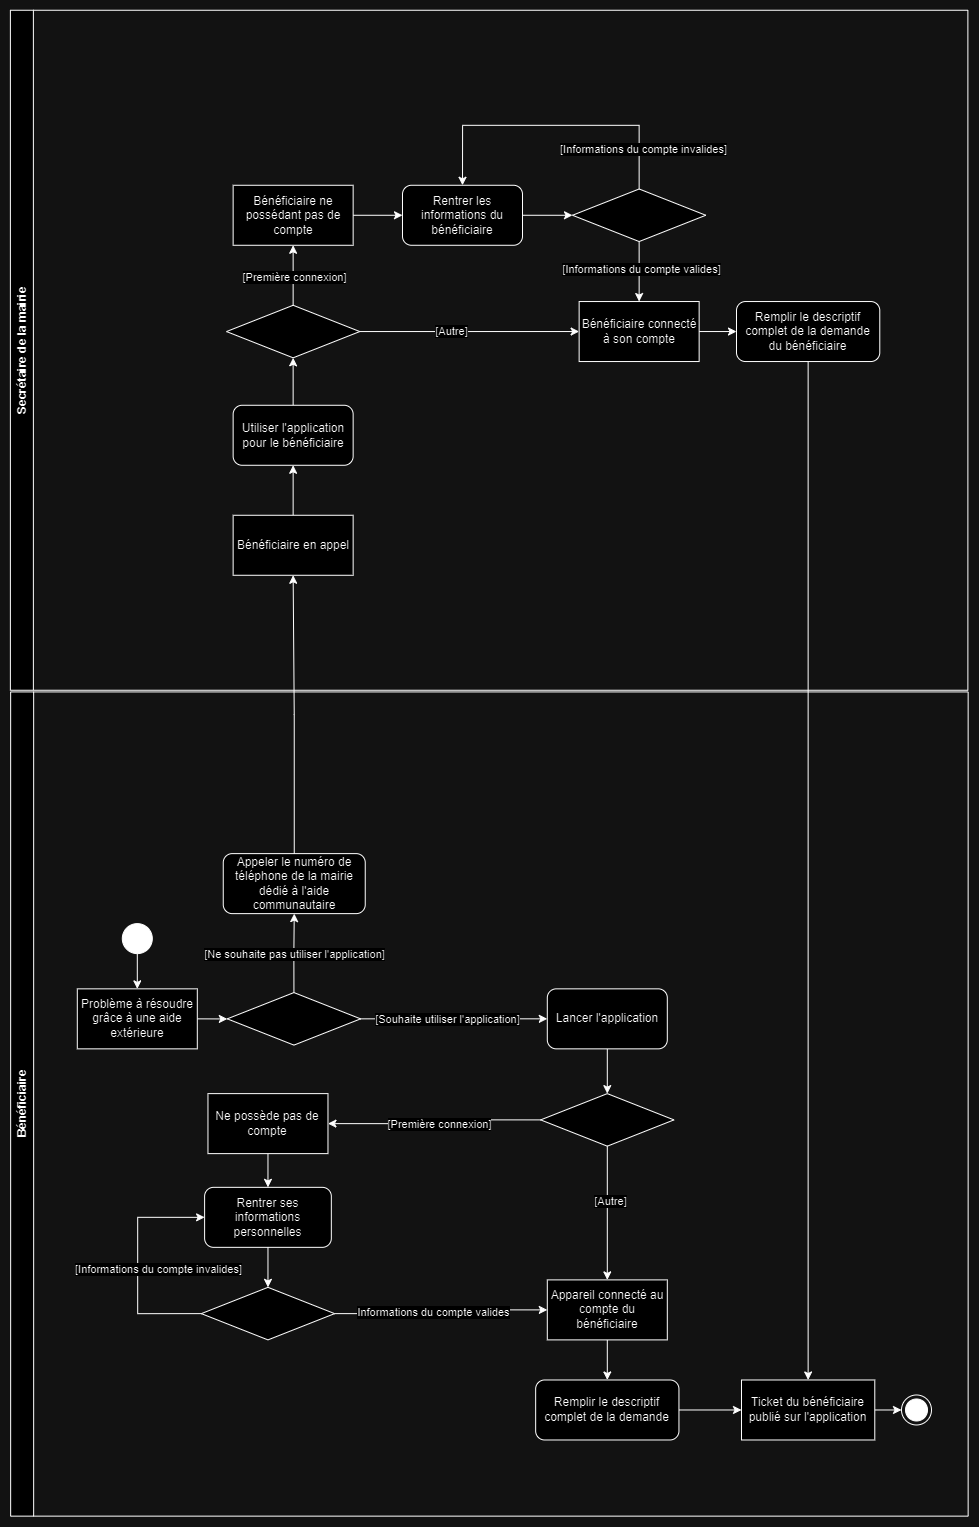 Secrétaire de la mairie
[Informations du compte invalides]
Bénéficiaire ne
possédant pas de
compte
Rentrer les
informations du
bénéficiaire
[Première connexion]
[Informations du compte valides]
[Autre]
Bénéficiaire connecté
à son compte
Remplir le descriptif
complet de la demande
du bénéficiaire
Utiliser l'application
pour le bénéficiaire
Bénéficiaire en appel
Bénéficiaire
Appeler le numéro de
téléphone de la mairie
dédié à l'aide
communautaire
[Ne souhaite pas utiliser l'application]
Problème à résoudre
grâce à une aide
extérieure
[Souhaite utiliser l'application]
Lancer l'application
Ne possède pas de
compte
[Première connexion]
Rentrer ses
informations
personnelles
[Autre]
[Informations du compte invalides]
Informations du compte valides
Appareil connecté au
compte du
bénéficiaire
Remplir le descriptif
complet de la demande
Ticket du bénéficiaire
publié sur l'application